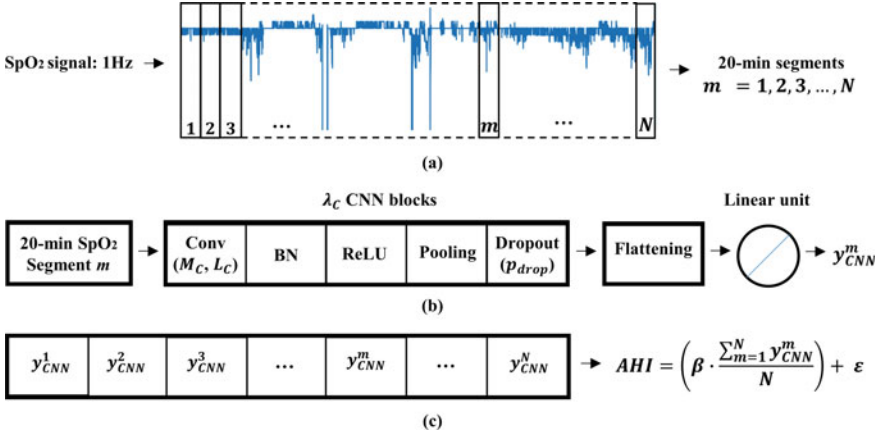 SpO₂ signal: 1Hz
1 2 3 ... m ... N
20-min segments
m = 1, 2, 3, ..., N
(a)
λ_C CNN blocks
Linear unit
20-min SpO₂
Segment m
Conv
(M_C, L_C)
BN
ReLU
Pooling
Dropout
(p_drop)
Flattening
y^m_CNN
(b)
y^1_CNN y^2_CNN y^3_CNN ... y^m_CNN ... y^N_CNN
AHI = (β · ∑^N_{m=1} y^m_CNN / N) + ε
(c)